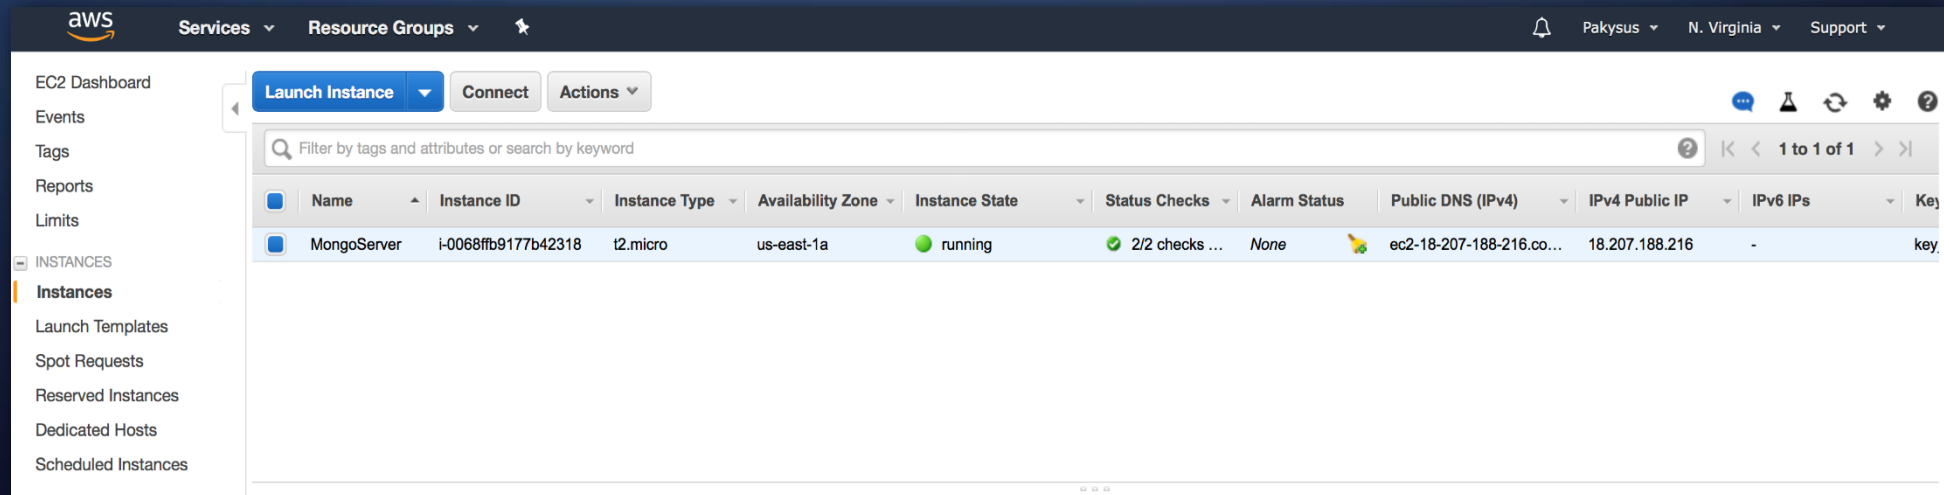 aws Services Resource Groups Pakysus N. Virginia Support
EC2 Dashboard
Events
Tags
Reports
Limits
INSTANCES
Instances
Launch Templates
Spot Requests
Reserved Instances
Dedicated Hosts
Scheduled Instances
Launch Instance Connect Actions
Filter by tags and attributes or search by keyword 1 to 1 of 1
Name Instance ID Instance Type Availability Zone Instance State Status Checks Alarm Status Public DNS (IPv4) IPv4 Public IP IPv6 IPs Key
MongoServer i-0068ffb9177b42318 t2.micro us-east-1a running 2/2 checks ... None ec2-18-207-188-216.co... 18.207.188.216 - key_